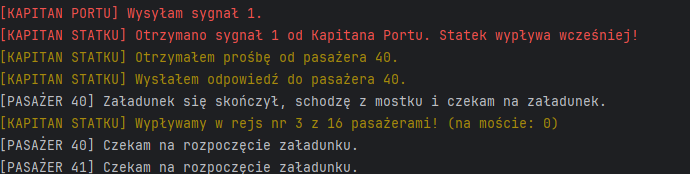 [KAPITAN PORTU] Wysyłam sygnał 1.
[KAPITAN STATKU] Otrzymano sygnał 1 od Kapitana Portu. Statek wypływa wcześniej!
[KAPITAN STATKU] Otrzymałem prośbę od pasażera 40.
[KAPITAN STATKU] Wysłałem odpowiedź do pasażera 40.
[PASAŻER 40] Załadunek się skończył, schodzę z mostku i czekam na załadunek.
[KAPITAN STATKU] Wypływamy w rejs nr 3 z 16 pasażerami! (na moście: 0)
[PASAŻER 40] Czekam na rozpoczęcie załadunku.
[PASAŻER 41] Czekam na rozpoczęcie załadunku.